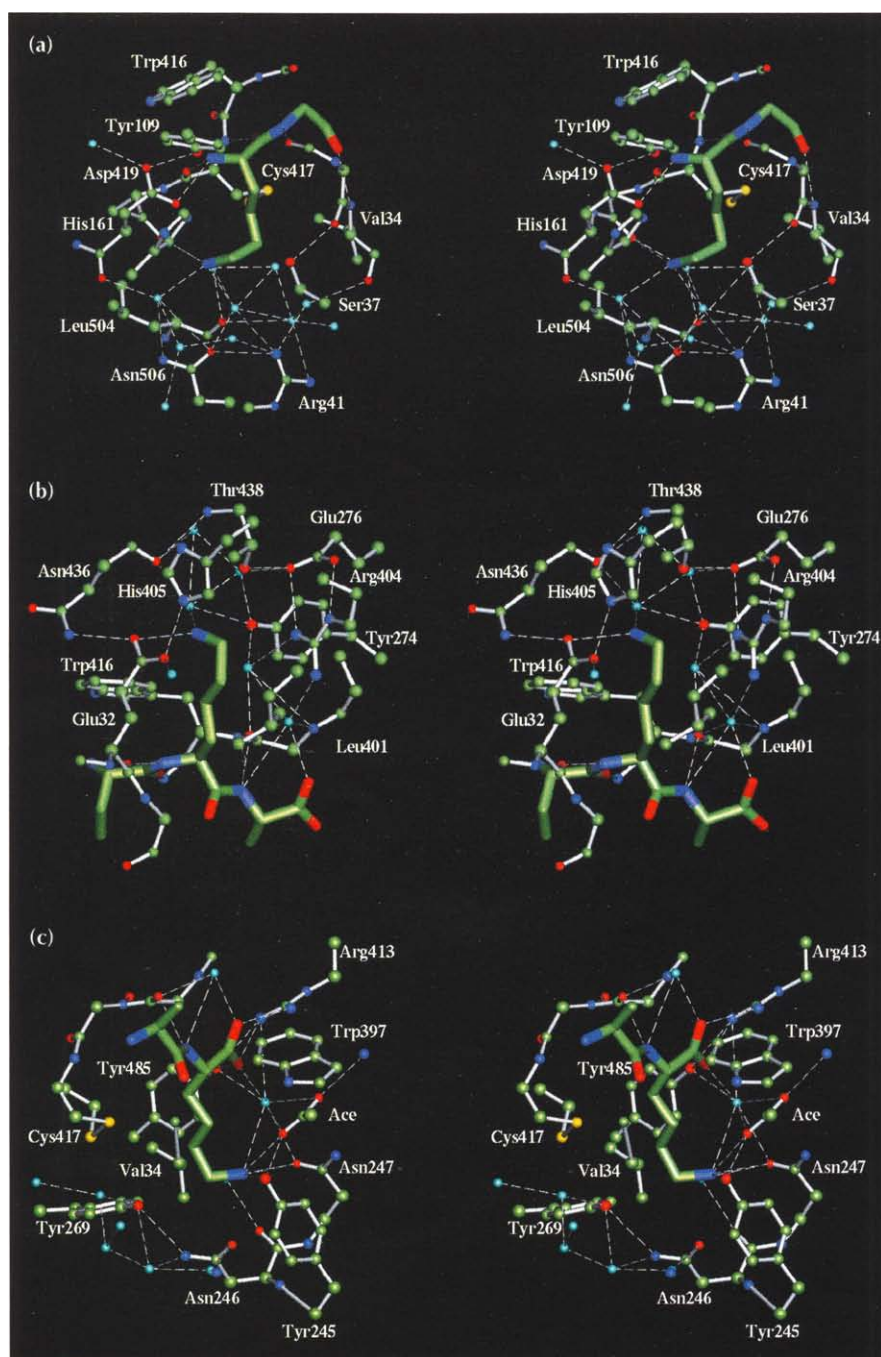 (a)
Trp416 Trp416
Tyr109 Tyr109
Asp419 Cys417 Asp419 Cys417
His161 Val34 His161 Val34
Ser37 Ser37
Leu504 Leu504
Asn506 Asn506
Arg41 Arg41
(b)
Thr438 Thr438
Glu276 Glu276
Asn436 Arg404 Asn436 Arg404
His405 His405
Tyr274 Tyr274
Trp416 Trp416
Glu32 Glu32
Leu401 Leu401
(c)
Arg413 Arg413
Trp397 Trp397
Tyr485 Tyr485
Ace Ace
Cys417 Cys417
Val34 Asn247 Val34 Asn247
Tyr269 Tyr269
Asn246 Asn246
Tyr245 Tyr245